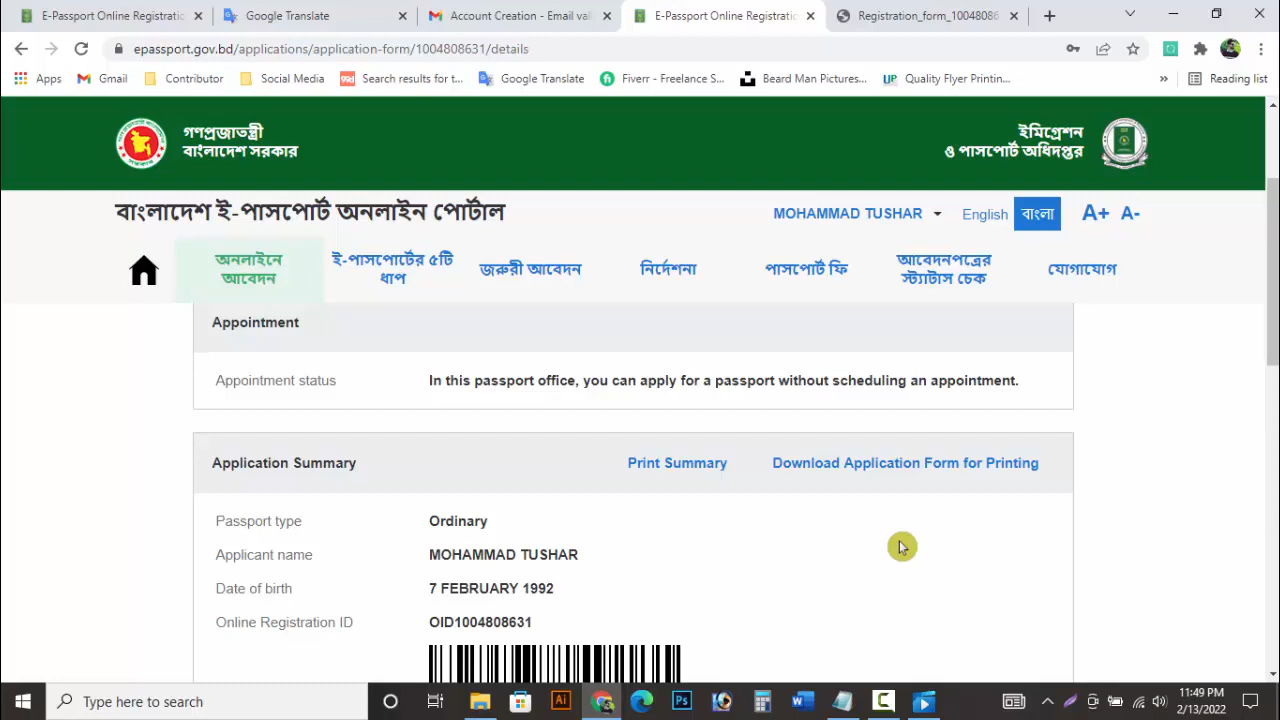 E-Passport Online Registratio
Google Translate
Account Creation - Email vali
E-Passport Online Registratio
Registration_form_10048086
epassport.gov.bd/applications/application-form/1004808631/details
Apps
Gmail
Contributor
Social Media
Search results for t...
Google Translate
Fiverr - Freelance S...
Beard Man Pictures...
UP Quality Flyer Printin...
»
Reading list
গণপ্রজাতন্ত্রী
বাংলাদেশ সরকার
ইমিগ্রেশন
ও পাসপোর্ট অধিদপ্তর
বাংলাদেশ ই-পাসপোর্ট অনলাইন পোর্টাল
MOHAMMAD TUSHAR
English
বাংলা
A+ A-
অনলাইনে
আবেদন
ই-পাসপোর্টের ৫টি
ধাপ
জরুরী আবেদন
নির্দেশনা
পাসপোর্ট ফি
আবেদনপত্রের
স্ট্যাটাস চেক
যোগাযোগ
Appointment
Appointment status In this passport office, you can apply for a passport without scheduling an appointment.
Application Summary Print Summary Download Application Form for Printing
Passport type Ordinary
Applicant name MOHAMMAD TUSHAR
Date of birth 7 FEBRUARY 1992
Online Registration ID OID1004808631
Type here to search
Ai
Ps
W
11:49 PM
2/13/2022